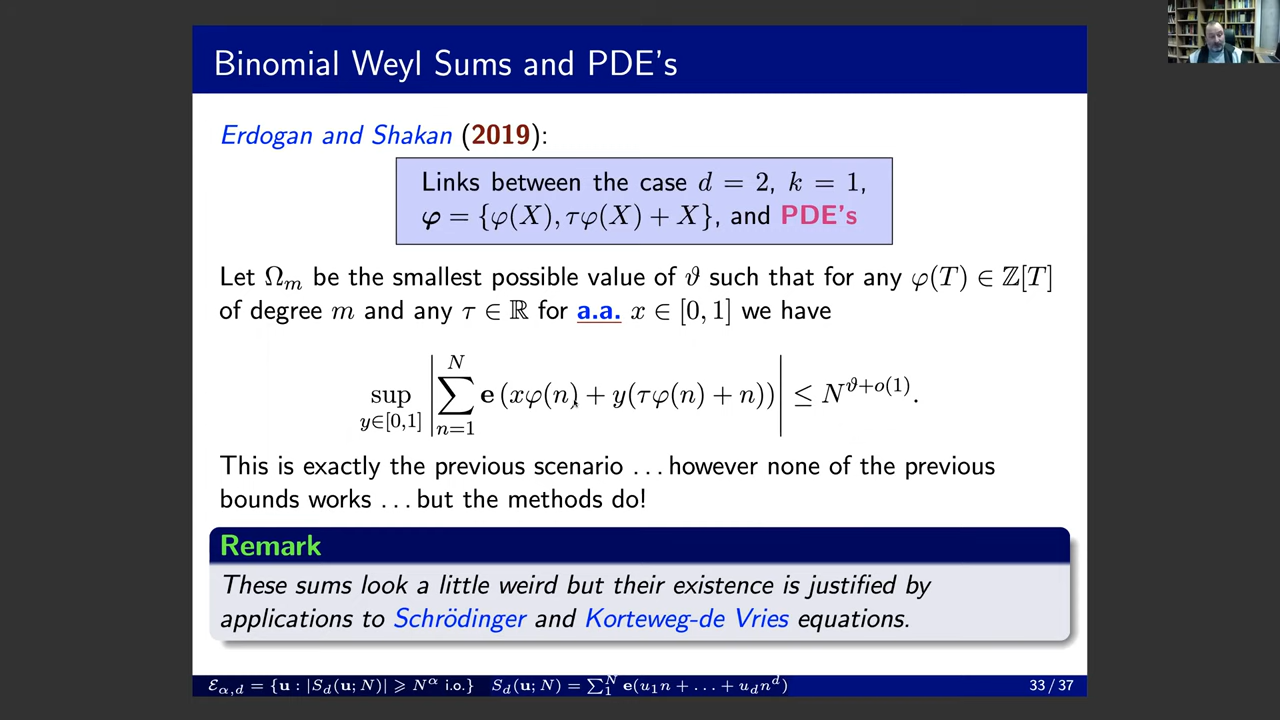 Binomial Weyl Sums and PDE's
Erdogan and Shakan (2019):
Links between the case d = 2, k = 1,
𝝋 = {φ(X), τφ(X) + X}, and PDE's
Let Ω_m be the smallest possible value of ϑ such that for any φ(T) ∈ ℤ[T]
of degree m and any τ ∈ ℝ for a.a. x ∈ [0, 1] we have
sup_{y∈[0,1]} |∑_{n=1}^{N} e (xφ(n) + y(τφ(n) + n))| ≤ N^{ϑ+o(1)}.
This is exactly the previous scenario ...however none of the previous
bounds works ...but the methods do!
Remark
These sums look a little weird but their existence is justified by
applications to Schrödinger and Korteweg-de Vries equations.
ℰ_{α,d} = {u : |S_d(u; N)| ⩾ N^α i.o.} S_d(u; N) = ∑_1^N e(u_1n + ... + u_dn^d) 33 / 37